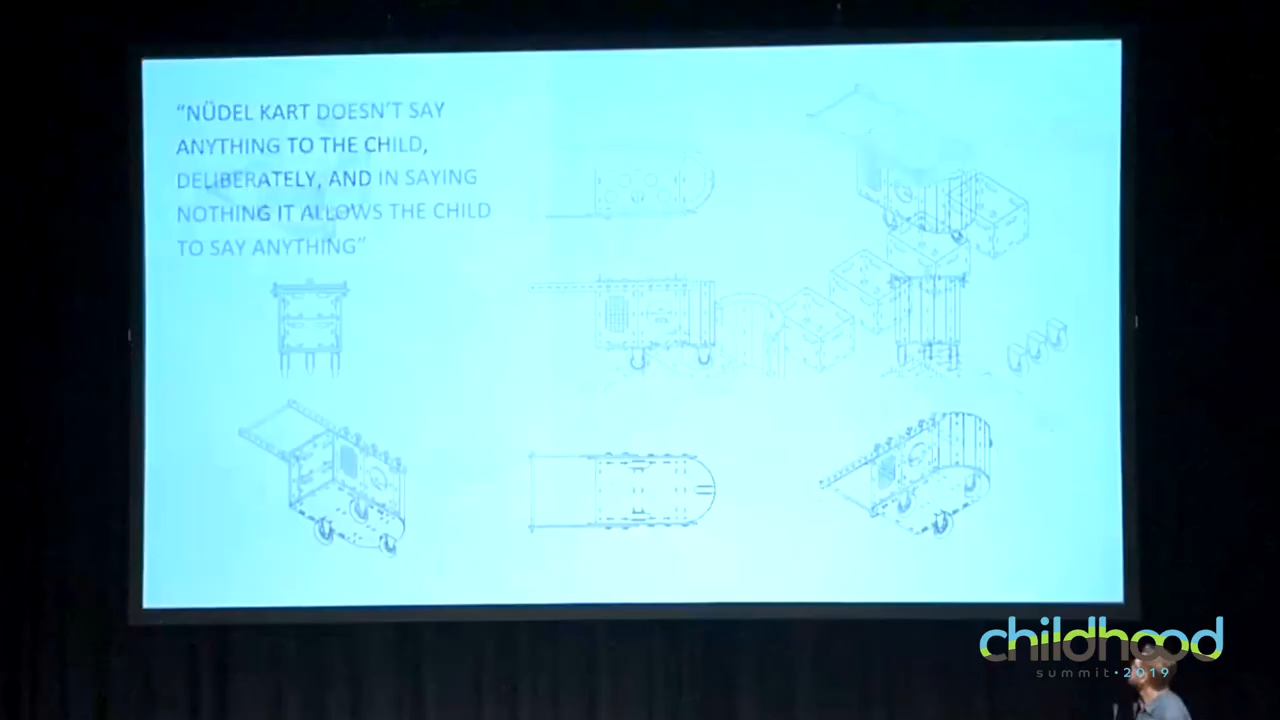 “NÜDEL KART DOESN’T SAY
ANYTHING TO THE CHILD,
DELIBERATELY, AND IN SAYING
NOTHING IT ALLOWS THE CHILD
TO SAY ANYTHING”
childhood
summit•2019